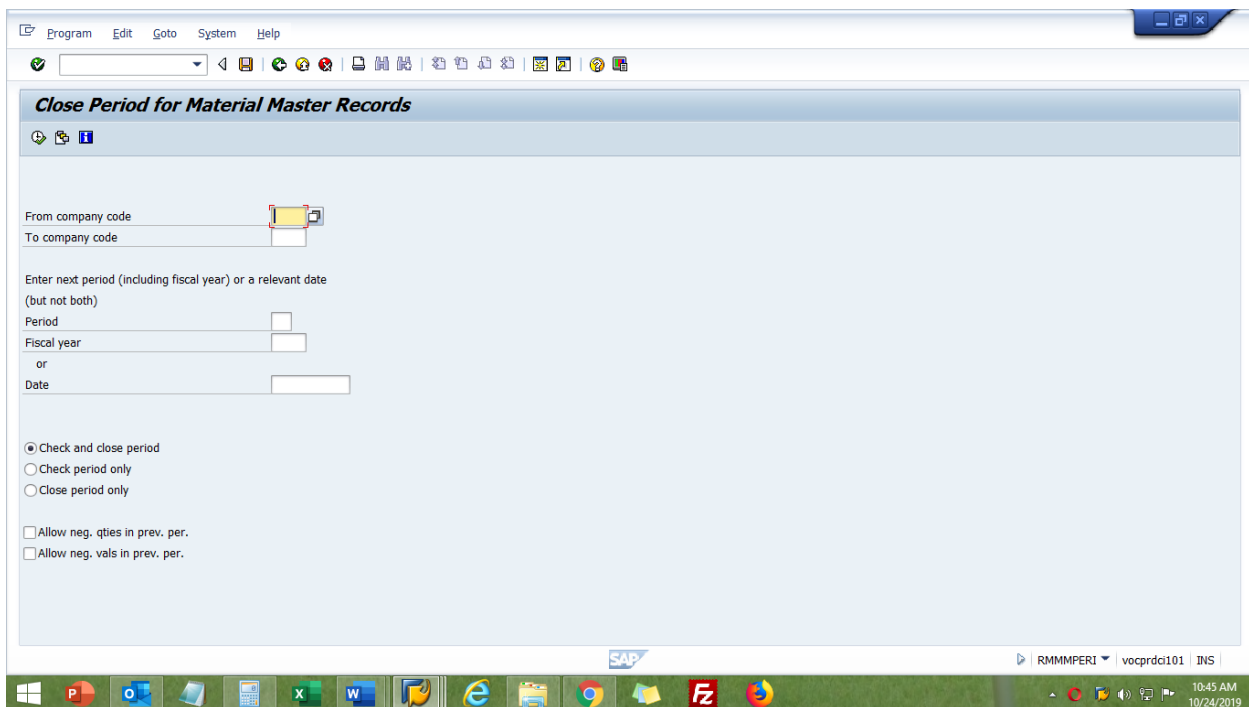 Program Edit Goto System Help
Close Period for Material Master Records
From company code
To company code
Enter next period (including fiscal year) or a relevant date
(but not both)
Period
Fiscal year
or
Date
Check and close period
Check period only
Close period only
Allow neg. qties in prev. per.
Allow neg. vals in prev. per.
SAP
RMMMPERI vocprdci101 INS
10:45 AM
10/24/2019